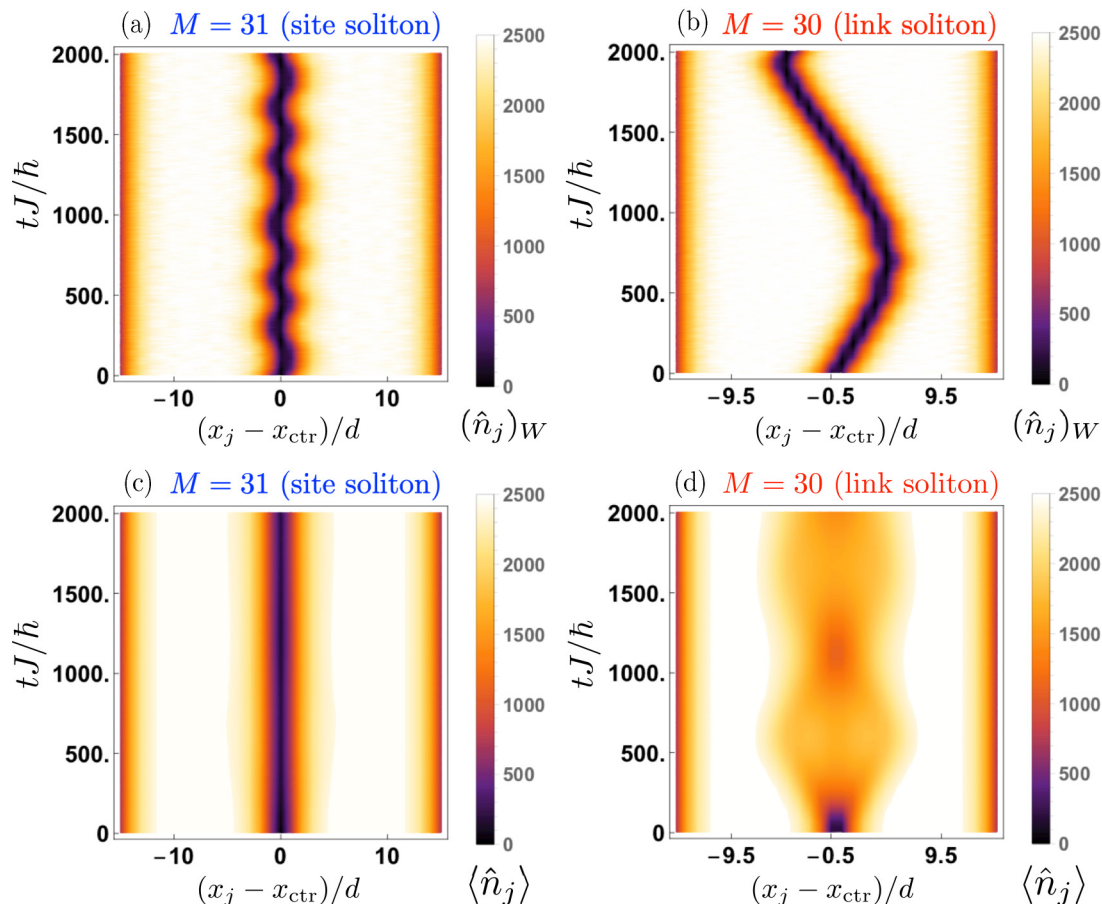 (a) M = 31 (site soliton)
2000.
1500.
1000.
500.
0
tJ/ħ
-10 0 10
(x_j − x_ctr)/d
2500
2000
1500
1000
500
0
(n̂_j)_W
(b) M = 30 (link soliton)
2000.
1500.
1000.
500.
0
tJ/ħ
-9.5 -0.5 9.5
(x_j − x_ctr)/d
2500
2000
1500
1000
500
0
(n̂_j)_W
(c) M = 31 (site soliton)
2000.
1500.
1000.
500.
0
tJ/ħ
-10 0 10
(x_j − x_ctr)/d
2500
2000
1500
1000
500
0
⟨n̂_j⟩
(d) M = 30 (link soliton)
2000.
1500.
1000.
500.
0
tJ/ħ
-9.5 -0.5 9.5
(x_j − x_ctr)/d
2500
2000
1500
1000
500
0
⟨n̂_j⟩